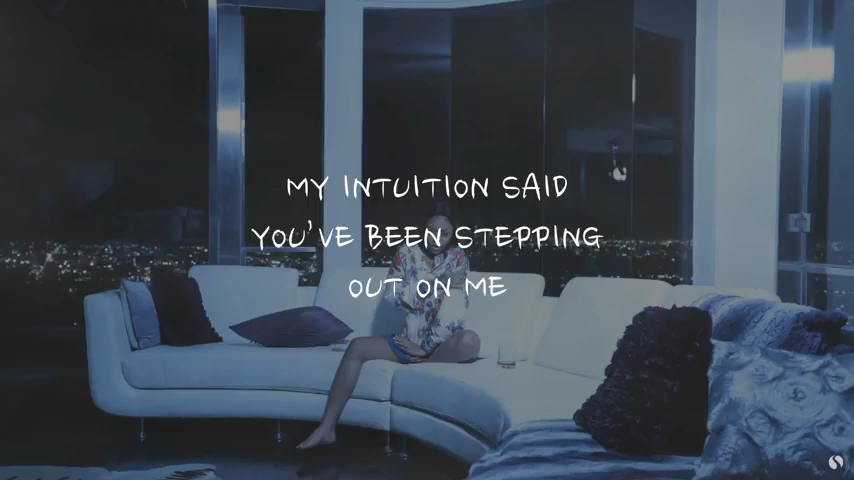 MY INTUITION SAID
YOU'VE BEEN STEPPING
OUT ON ME